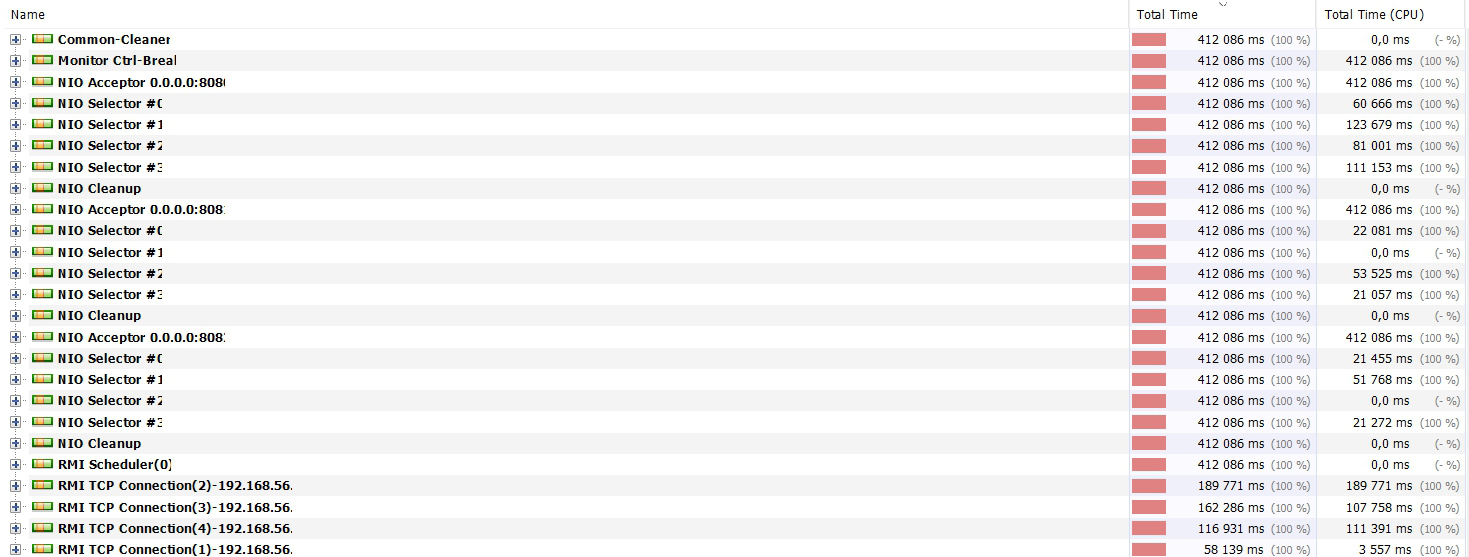 Name Total Time Total Time (CPU)
Common-Cleaner 412 086 ms (100 %) 0,0 ms (- %)
Monitor Ctrl-Breal 412 086 ms (100 %) 412 086 ms (100 %)
NIO Acceptor 0.0.0.0:808( 412 086 ms (100 %) 412 086 ms (100 %)
NIO Selector #0 412 086 ms (100 %) 60 666 ms (100 %)
NIO Selector #1 412 086 ms (100 %) 123 679 ms (100 %)
NIO Selector #2 412 086 ms (100 %) 81 001 ms (100 %)
NIO Selector #3 412 086 ms (100 %) 111 153 ms (100 %)
NIO Cleanup 412 086 ms (100 %) 0,0 ms (- %)
NIO Acceptor 0.0.0.0:808: 412 086 ms (100 %) 412 086 ms (100 %)
NIO Selector #0 412 086 ms (100 %) 22 081 ms (100 %)
NIO Selector #1 412 086 ms (100 %) 0,0 ms (- %)
NIO Selector #2 412 086 ms (100 %) 53 525 ms (100 %)
NIO Selector #3 412 086 ms (100 %) 21 057 ms (100 %)
NIO Cleanup 412 086 ms (100 %) 0,0 ms (- %)
NIO Acceptor 0.0.0.0:808: 412 086 ms (100 %) 412 086 ms (100 %)
NIO Selector #0 412 086 ms (100 %) 21 455 ms (100 %)
NIO Selector #1 412 086 ms (100 %) 51 768 ms (100 %)
NIO Selector #2 412 086 ms (100 %) 0,0 ms (- %)
NIO Selector #3 412 086 ms (100 %) 21 272 ms (100 %)
NIO Cleanup 412 086 ms (100 %) 0,0 ms (- %)
RMI Scheduler(0) 412 086 ms (100 %) 0,0 ms (- %)
RMI TCP Connection(2)-192.168.56. 189 771 ms (100 %) 189 771 ms (100 %)
RMI TCP Connection(3)-192.168.56. 162 286 ms (100 %) 107 758 ms (100 %)
RMI TCP Connection(4)-192.168.56. 116 931 ms (100 %) 111 391 ms (100 %)
RMI TCP Connection(1)-192.168.56. 58 139 ms (100 %) 3 557 ms (100 %)